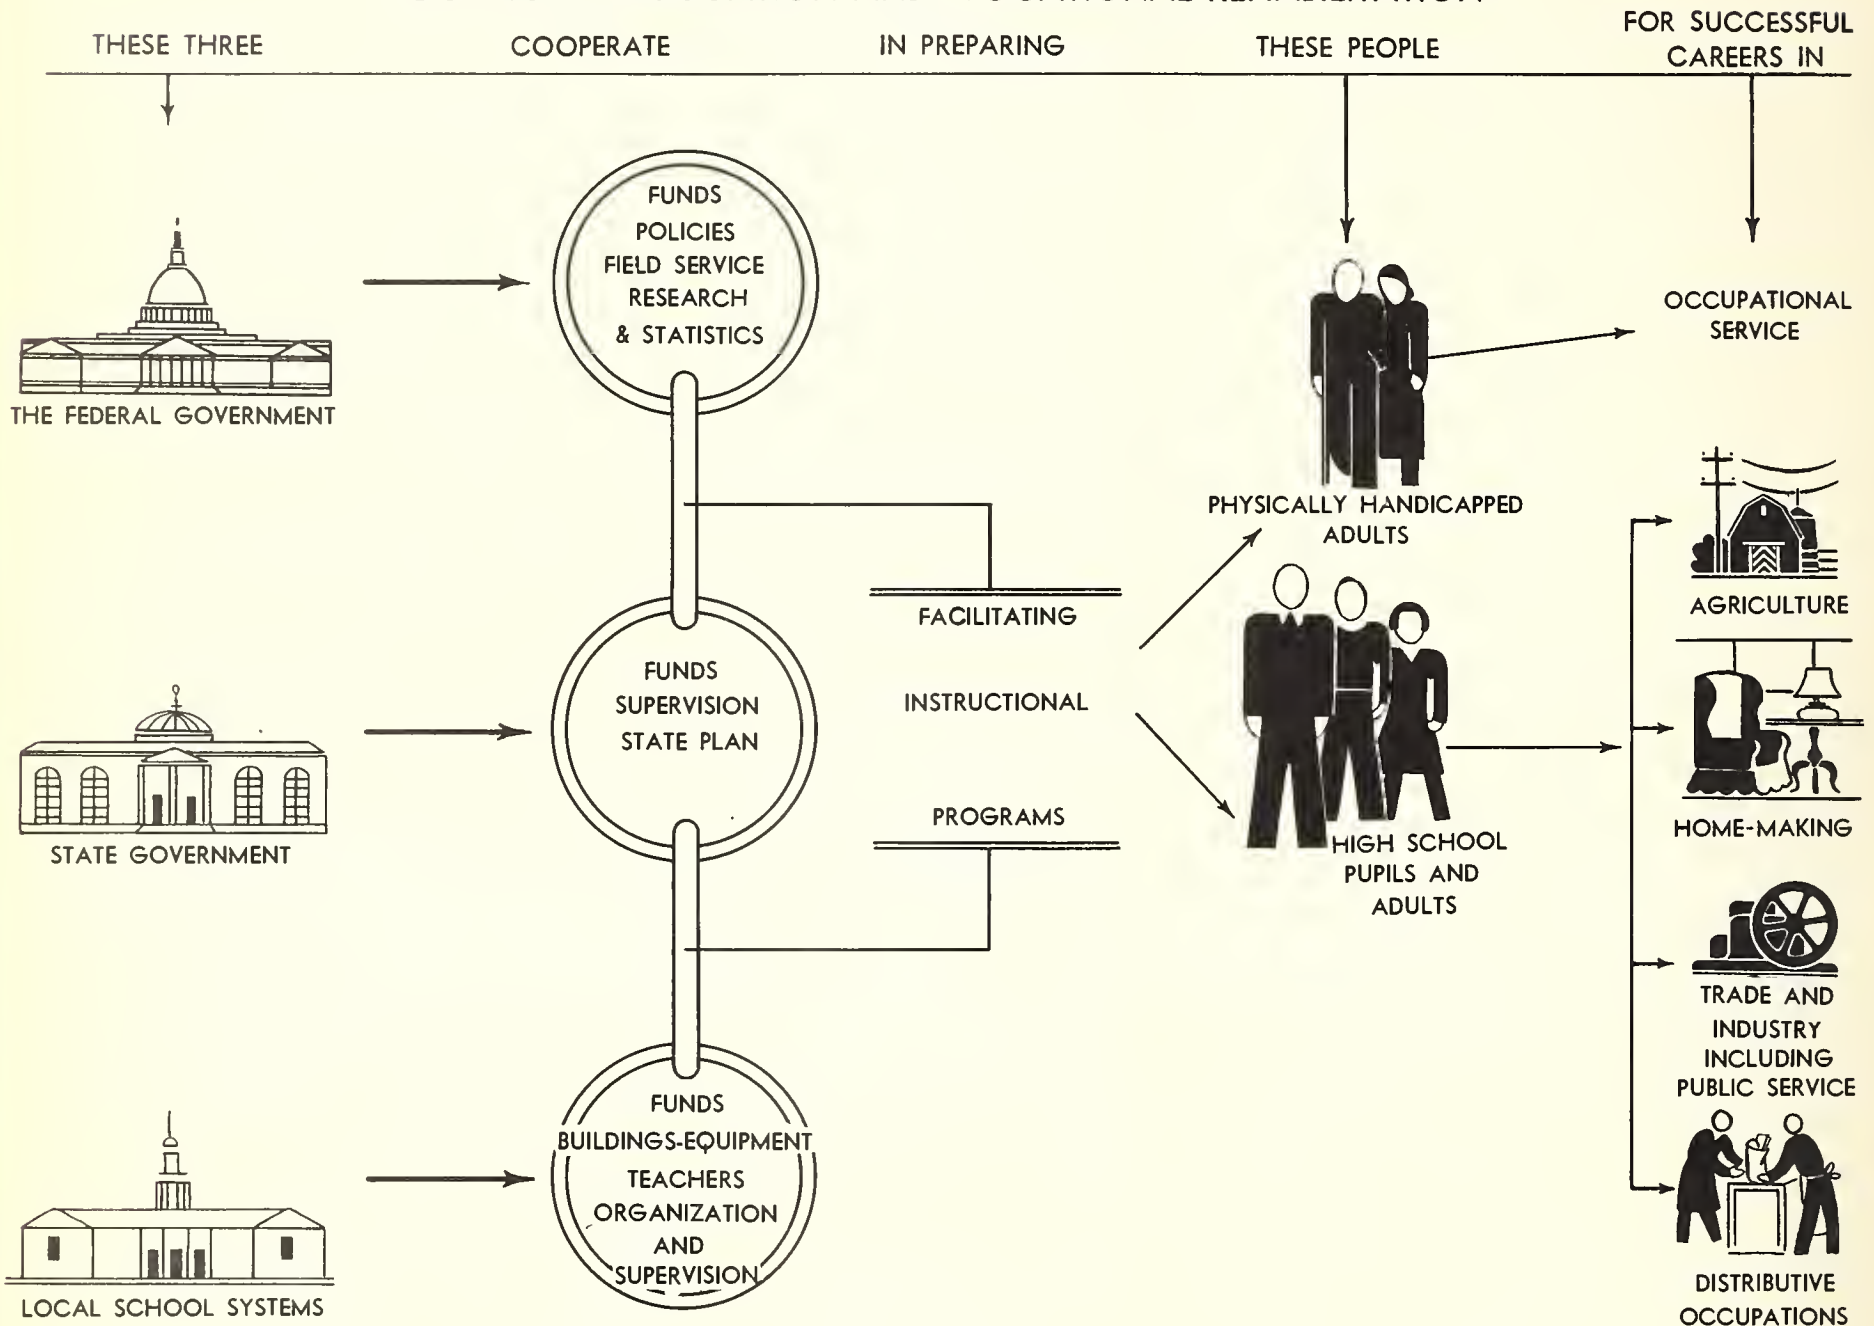 THESE THREE
COOPERATE
IN PREPARING
THESE PEOPLE
FOR SUCCESSFUL
CAREERS IN
FUNDS
POLICIES
FIELD SERVICE
RESEARCH
& STATISTICS
THE FEDERAL GOVERNMENT
FUNDS
SUPERVISION
STATE PLAN
STATE GOVERNMENT
FUNDS
BUILDINGS-EQUIPMENT
TEACHERS
ORGANIZATION
AND
SUPERVISION
LOCAL SCHOOL SYSTEMS
FACILITATING
INSTRUCTIONAL
PROGRAMS
PHYSICALLY HANDICAPPED
ADULTS
HIGH SCHOOL
PUPILS AND
ADULTS
OCCUPATIONAL
SERVICE
AGRICULTURE
HOME-MAKING
TRADE AND
INDUSTRY
INCLUDING
PUBLIC SERVICE
DISTRIBUTIVE
OCCUPATIONS